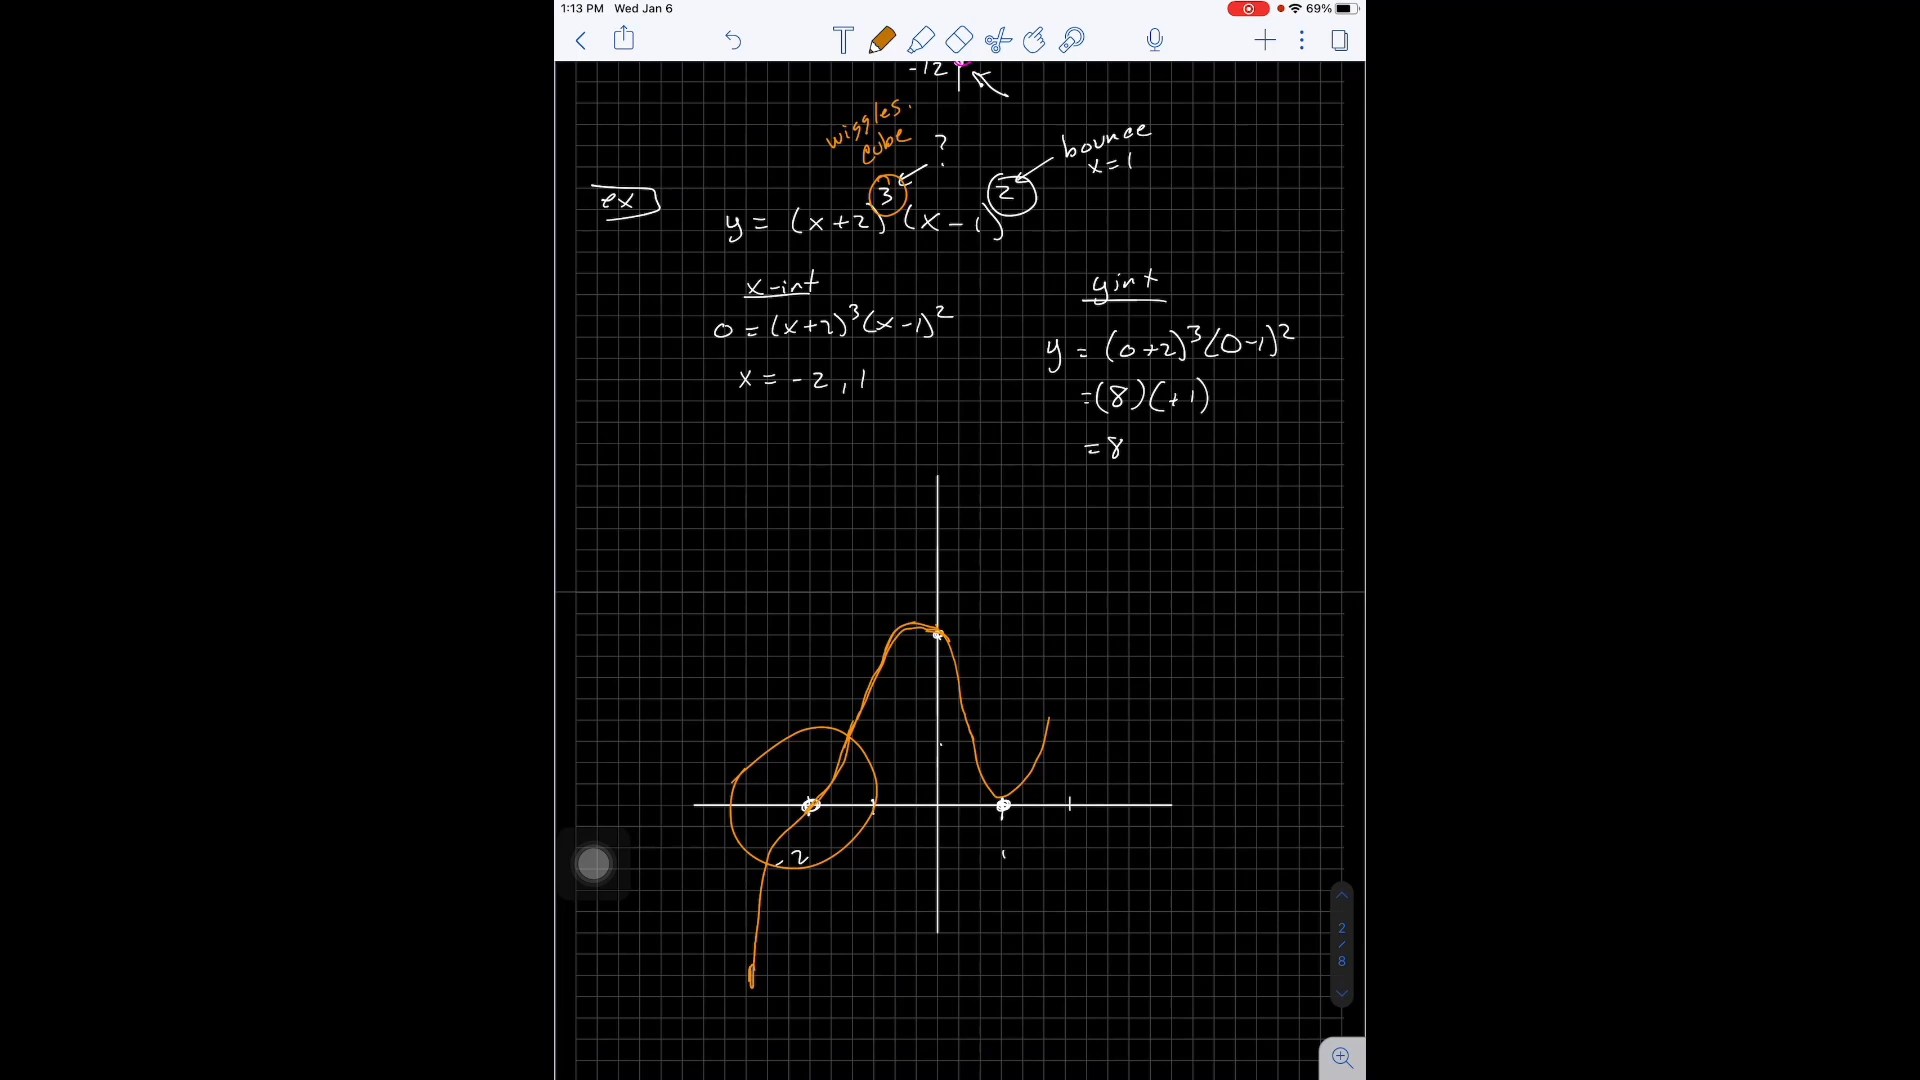 1:13 PM Wed Jan 6
69%
T
-12
wiggles.
cube
?
bounce
x=1
ex
y = (x+2)³ (x-1)²
x-int
0 = (x+2)³(x-1)²
x = -2, 1
y int
y = (0+2)³(0-1)²
=(8)(+1)
= 8
-2
1
2
/
8